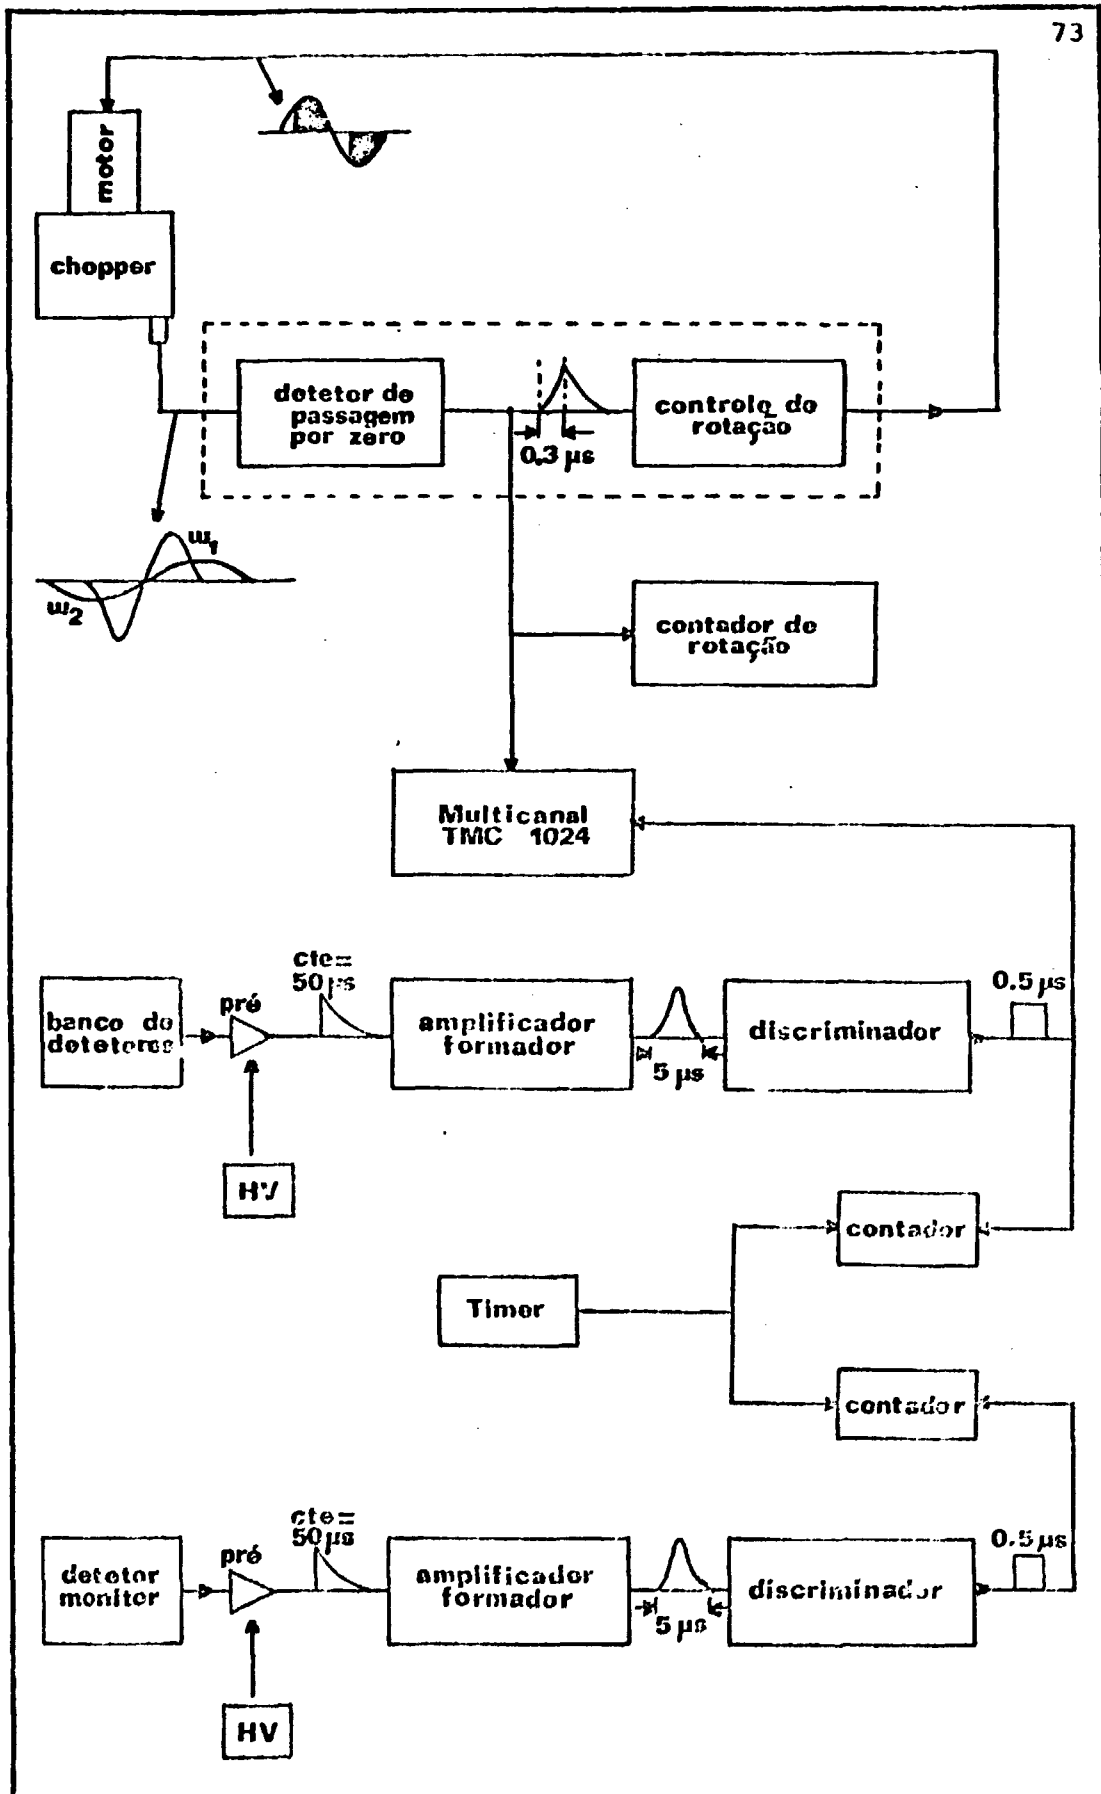 73
motor
chopper
detetor de
passagem
por zero
0.3 µs
controle de
rotação
ω1
ω2
contador de
rotação
Multicanal
TMC 1024
cte=
50 µs
pré
banco de
detetores
amplificador
formador
5 µs
discriminador
0.5 µs
HV
contador
Timer
contador
cte=
50 µs
pré
detetor
monitor
amplificador
formador
5 µs
discriminador
0.5 µs
HV